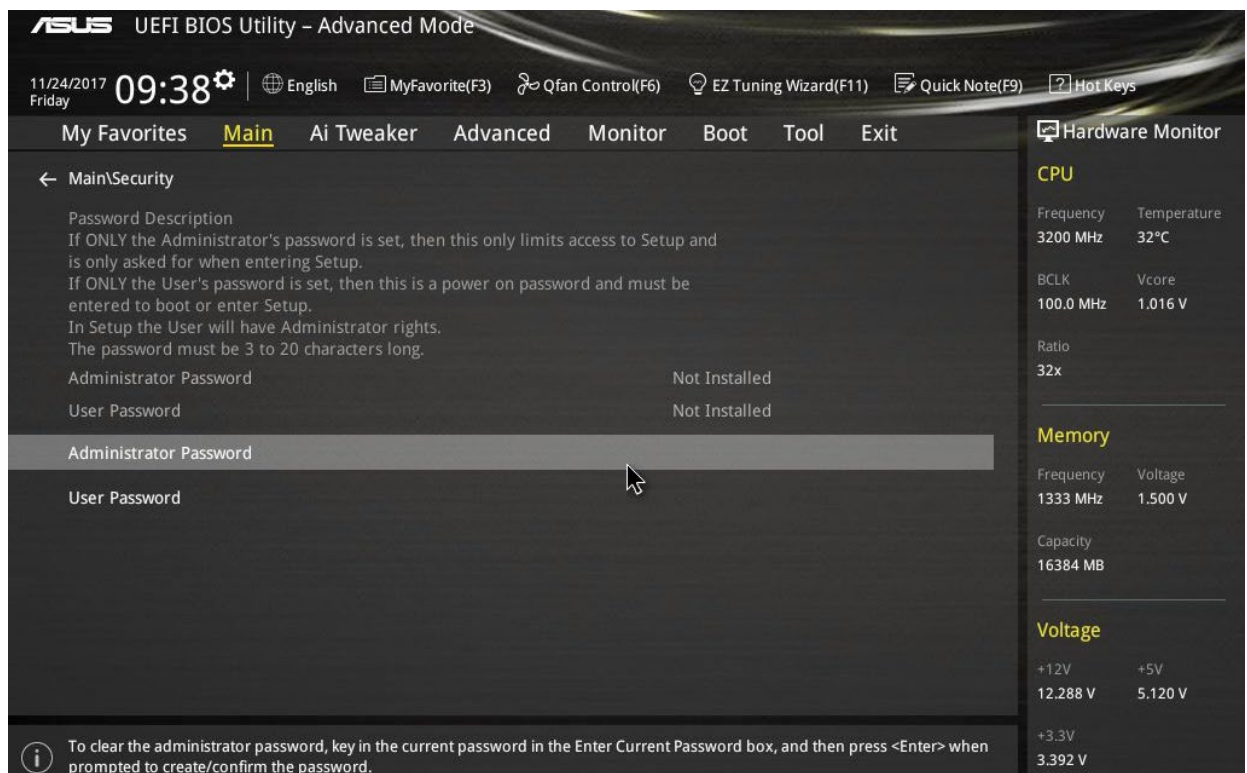 ASUS UEFI BIOS Utility – Advanced Mode
11/24/2017
Friday
09:38
English
MyFavorite(F3)
Qfan Control(F6)
EZ Tuning Wizard(F11)
Quick Note(F9)
? Hot Keys
My Favorites Main Ai Tweaker Advanced Monitor Boot Tool Exit
Main\Security
Password Description
If ONLY the Administrator's password is set, then this only limits access to Setup and
is only asked for when entering Setup.
If ONLY the User's password is set, then this is a power on password and must be
entered to boot or enter Setup.
In Setup the User will have Administrator rights.
The password must be 3 to 20 characters long.
Administrator Password Not Installed
User Password Not Installed
Administrator Password
User Password
To clear the administrator password, key in the current password in the Enter Current Password box, and then press <Enter> when
prompted to create/confirm the password.
Hardware Monitor
CPU
Frequency Temperature
3200 MHz 32°C
BCLK Vcore
100.0 MHz 1.016 V
Ratio
32x
Memory
Frequency Voltage
1333 MHz 1.500 V
Capacity
16384 MB
Voltage
+12V +5V
12.288 V 5.120 V
+3.3V
3.392 V